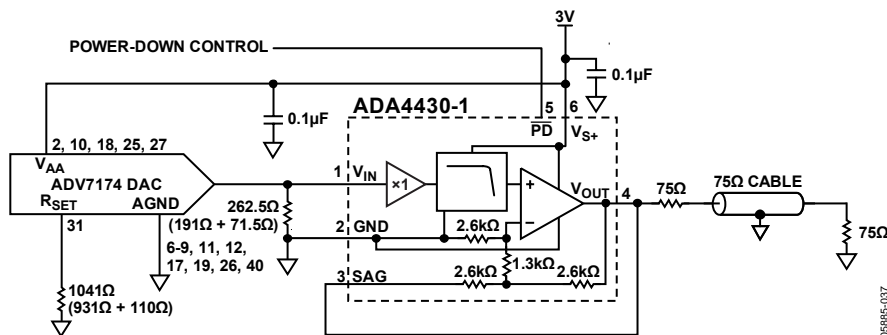 3V
POWER-DOWN CONTROL
0.1µF
0.1µF
ADA4430-1
5
6
PD
VS+
2, 10, 18, 25, 27
VAA
ADV7174 DAC
RSET
AGND
31
6-9, 11, 12,
17, 19, 26, 40
1041Ω
(931Ω + 110Ω)
262.5Ω
(191Ω + 71.5Ω)
1
VIN
×1
+
−
VOUT
4
2
GND
2.6kΩ
1.3kΩ
3
SAG
2.6kΩ
2.6kΩ
75Ω
75Ω CABLE
75Ω
05885-037